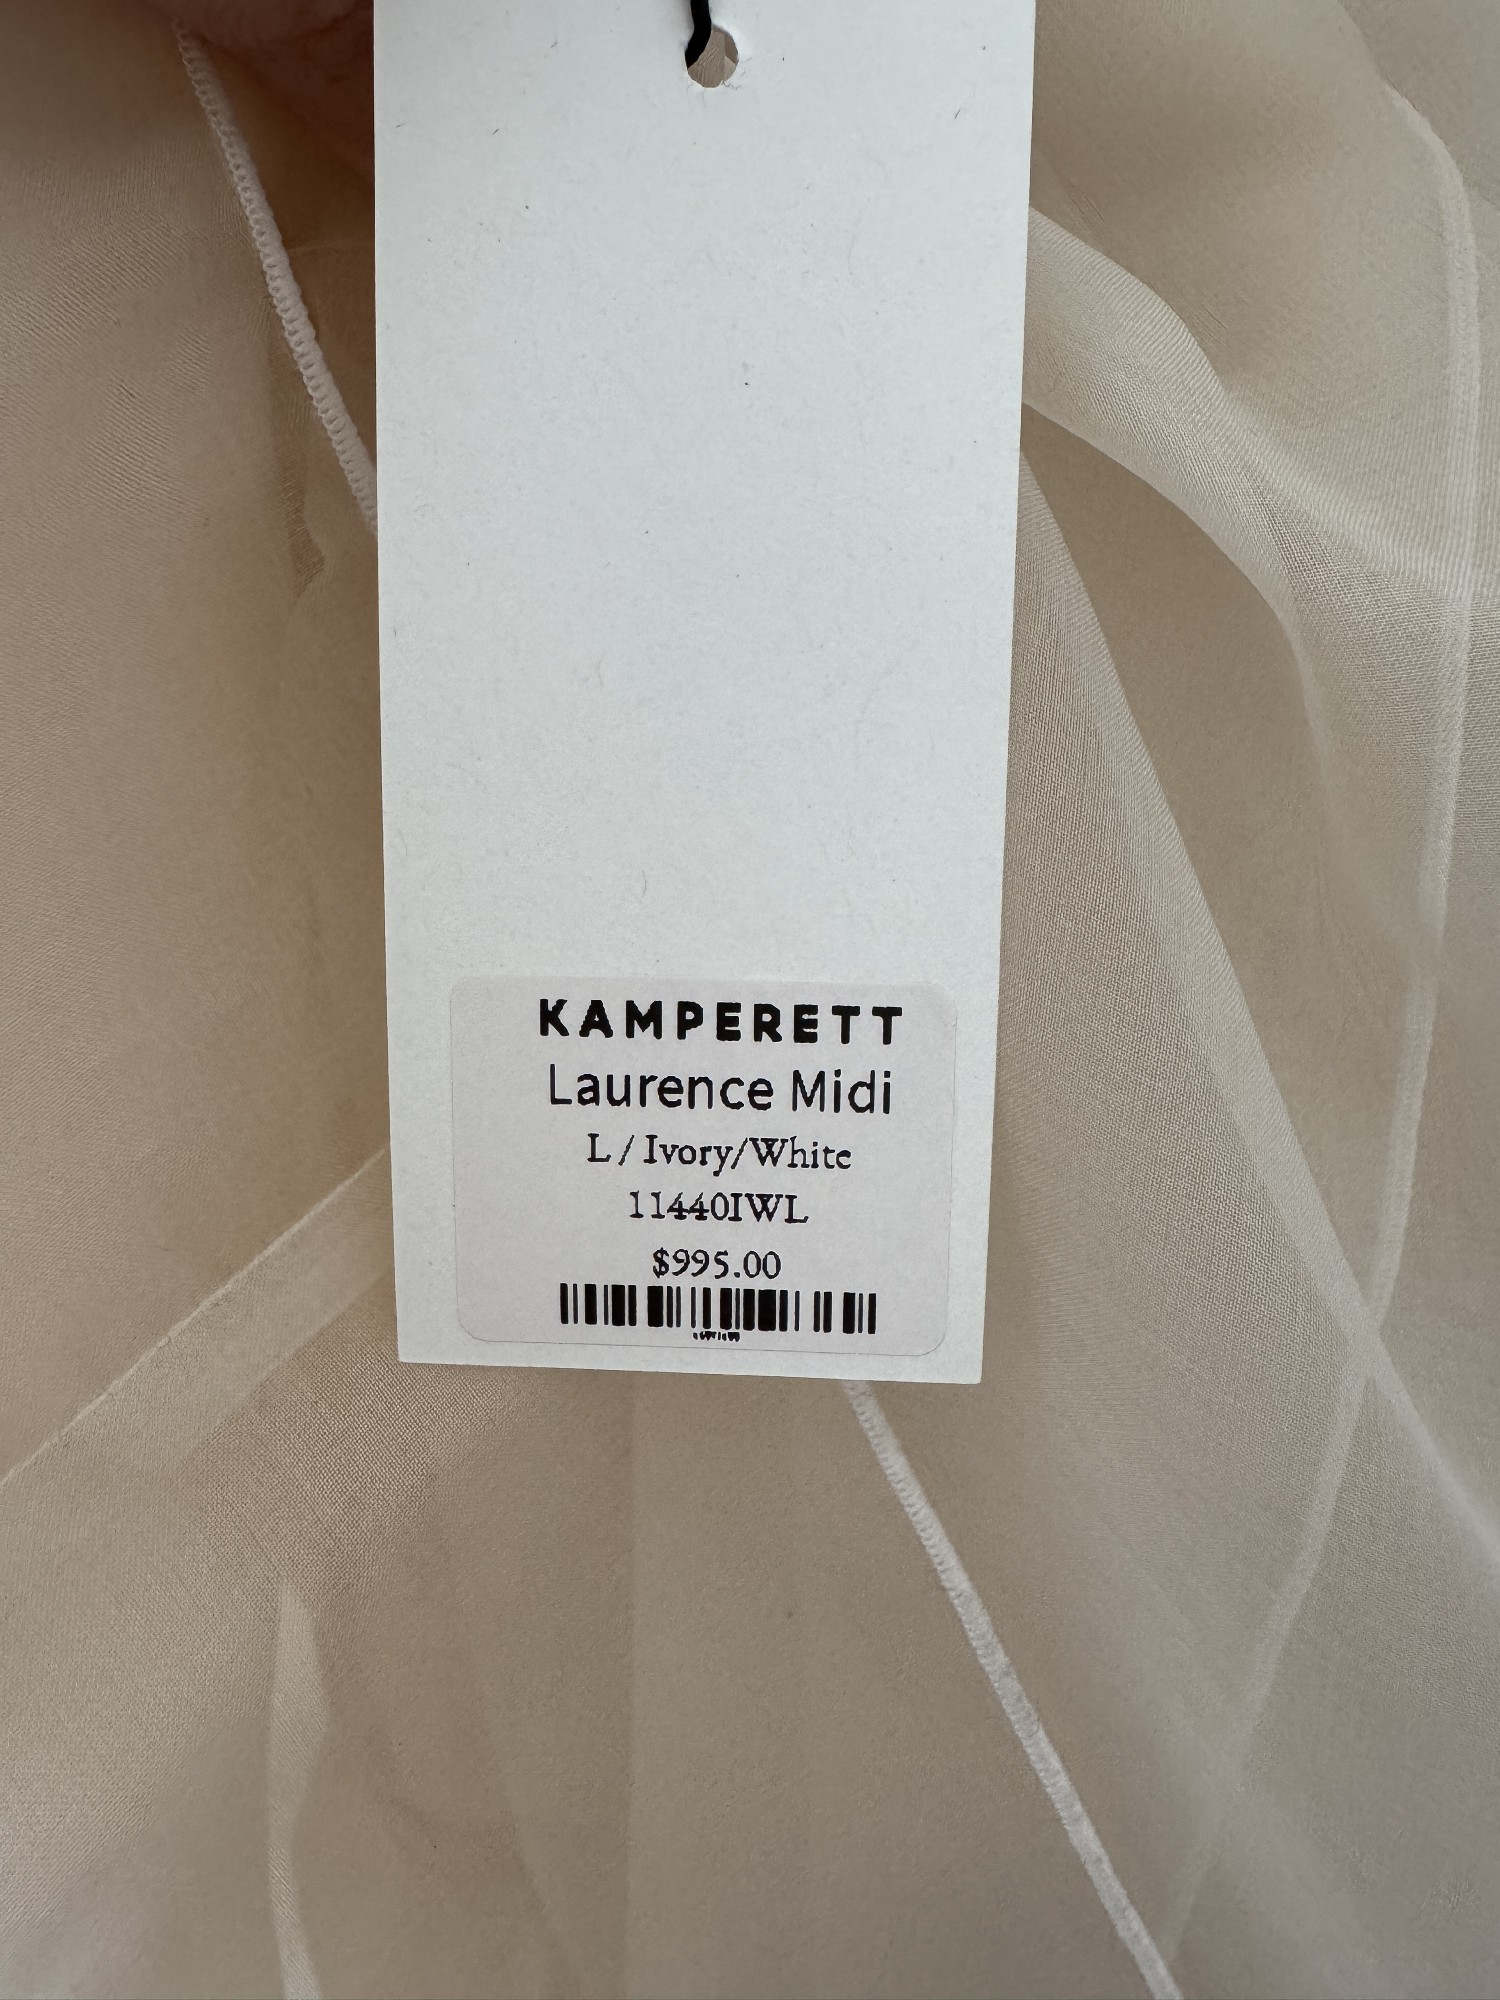 KAMPERETT
Laurence Midi
L / Ivory/White
11440IWL
$995.00